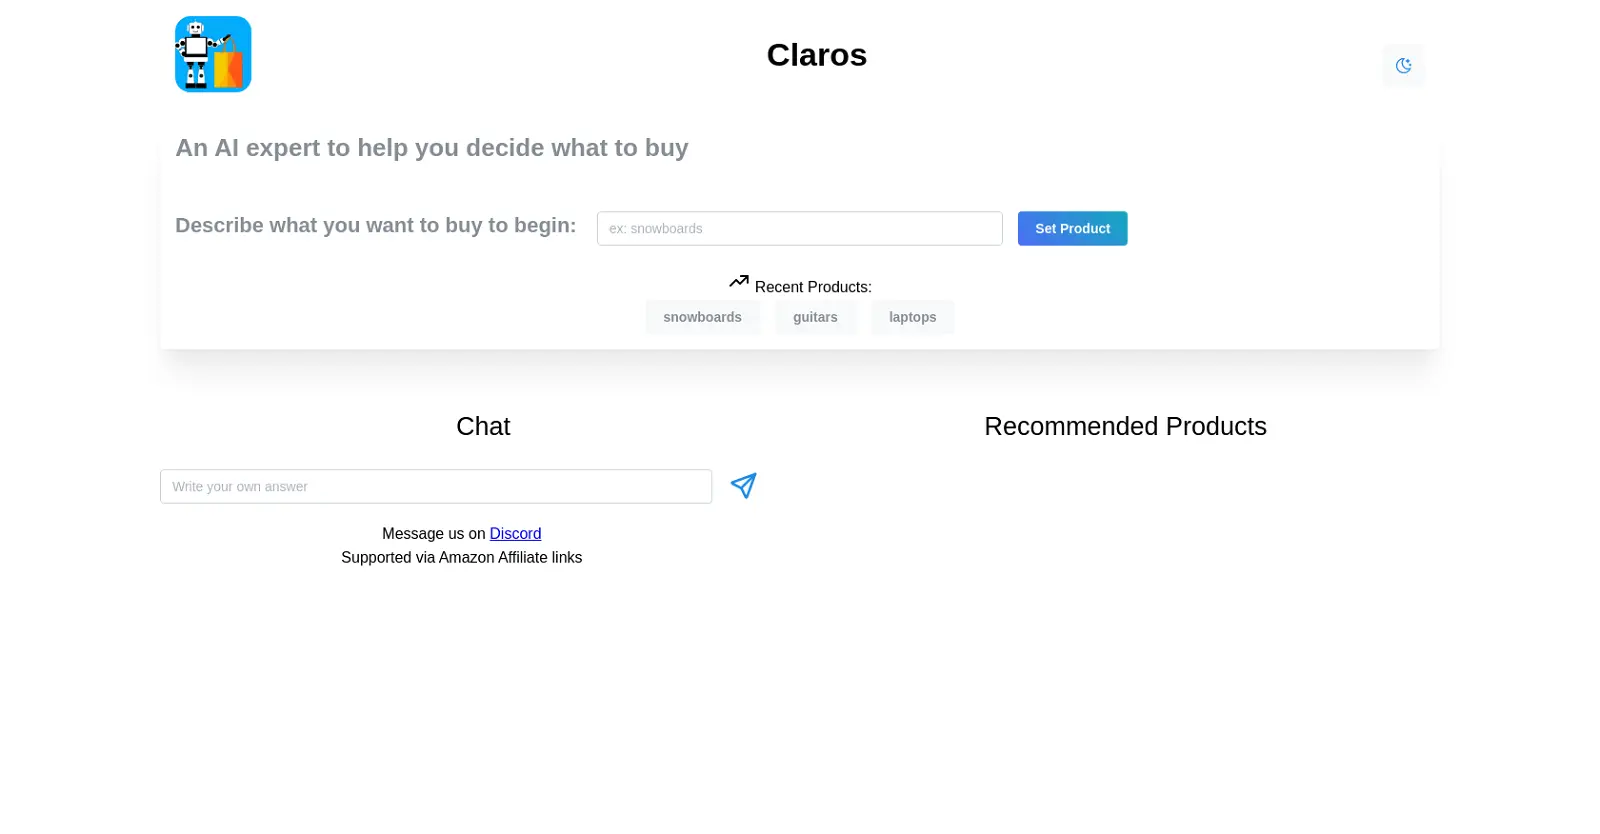 Claros
An AI expert to help you decide what to buy
Describe what you want to buy to begin:
ex: snowboards
Set Product
Recent Products:
snowboards
guitars
laptops
Chat
Write your own answer
Message us on Discord
Supported via Amazon Affiliate links
Recommended Products